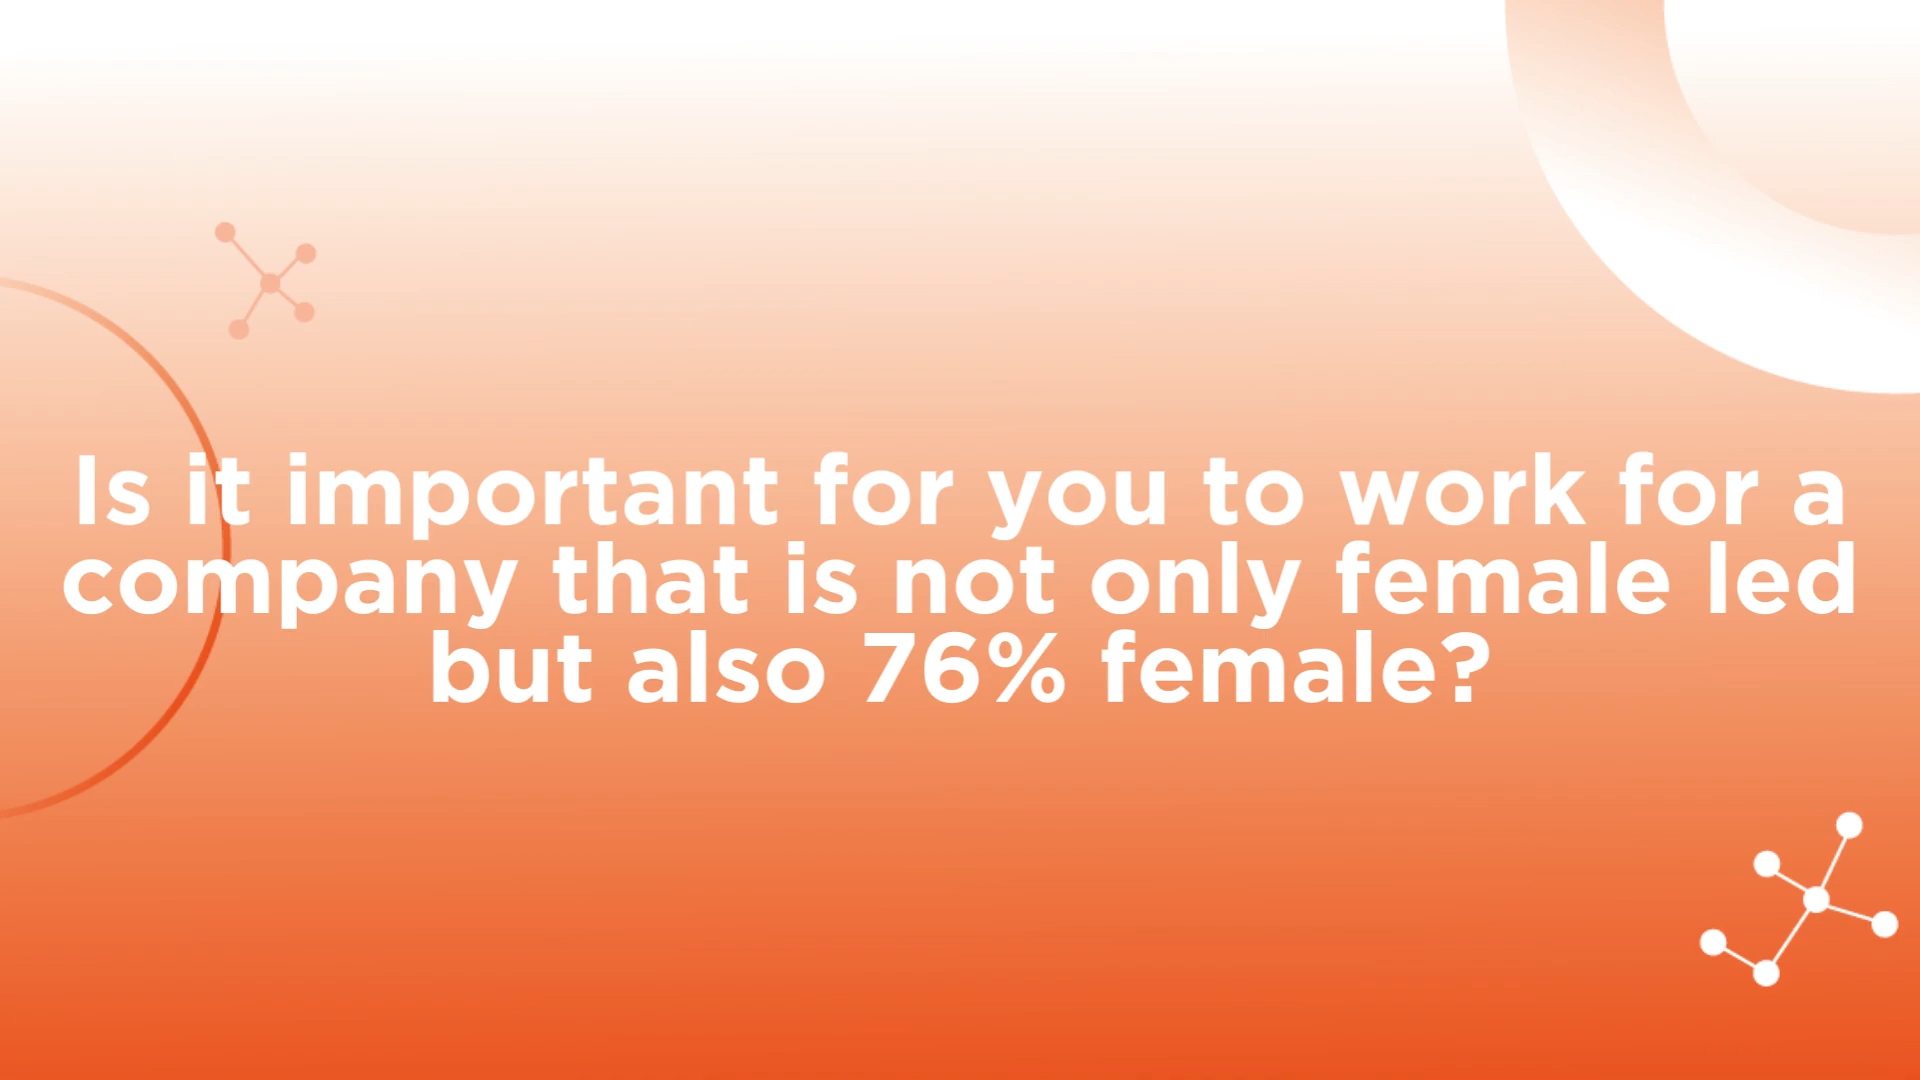 Is it important for you to work for a
company that is not only female led
but also 76% female?